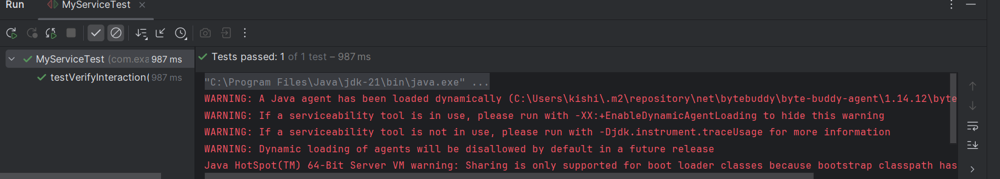 Run MyServiceTest
MyServiceTest (com.exa 987 ms
testVerifyInteraction( 987 ms
Tests passed: 1 of 1 test – 987 ms
"C:\Program Files\Java\jdk-21\bin\java.exe" ...
WARNING: A Java agent has been loaded dynamically (C:\Users\kishi\.m2\repository\net\bytebuddy\byte-buddy-agent\1.14.12\byte
WARNING: If a serviceability tool is in use, please run with -XX:+EnableDynamicAgentLoading to hide this warning
WARNING: If a serviceability tool is not in use, please run with -Djdk.instrument.traceUsage for more information
WARNING: Dynamic loading of agents will be disallowed by default in a future release
Java HotSpot(TM) 64-Bit Server VM warning: Sharing is only supported for boot loader classes because bootstrap classpath has